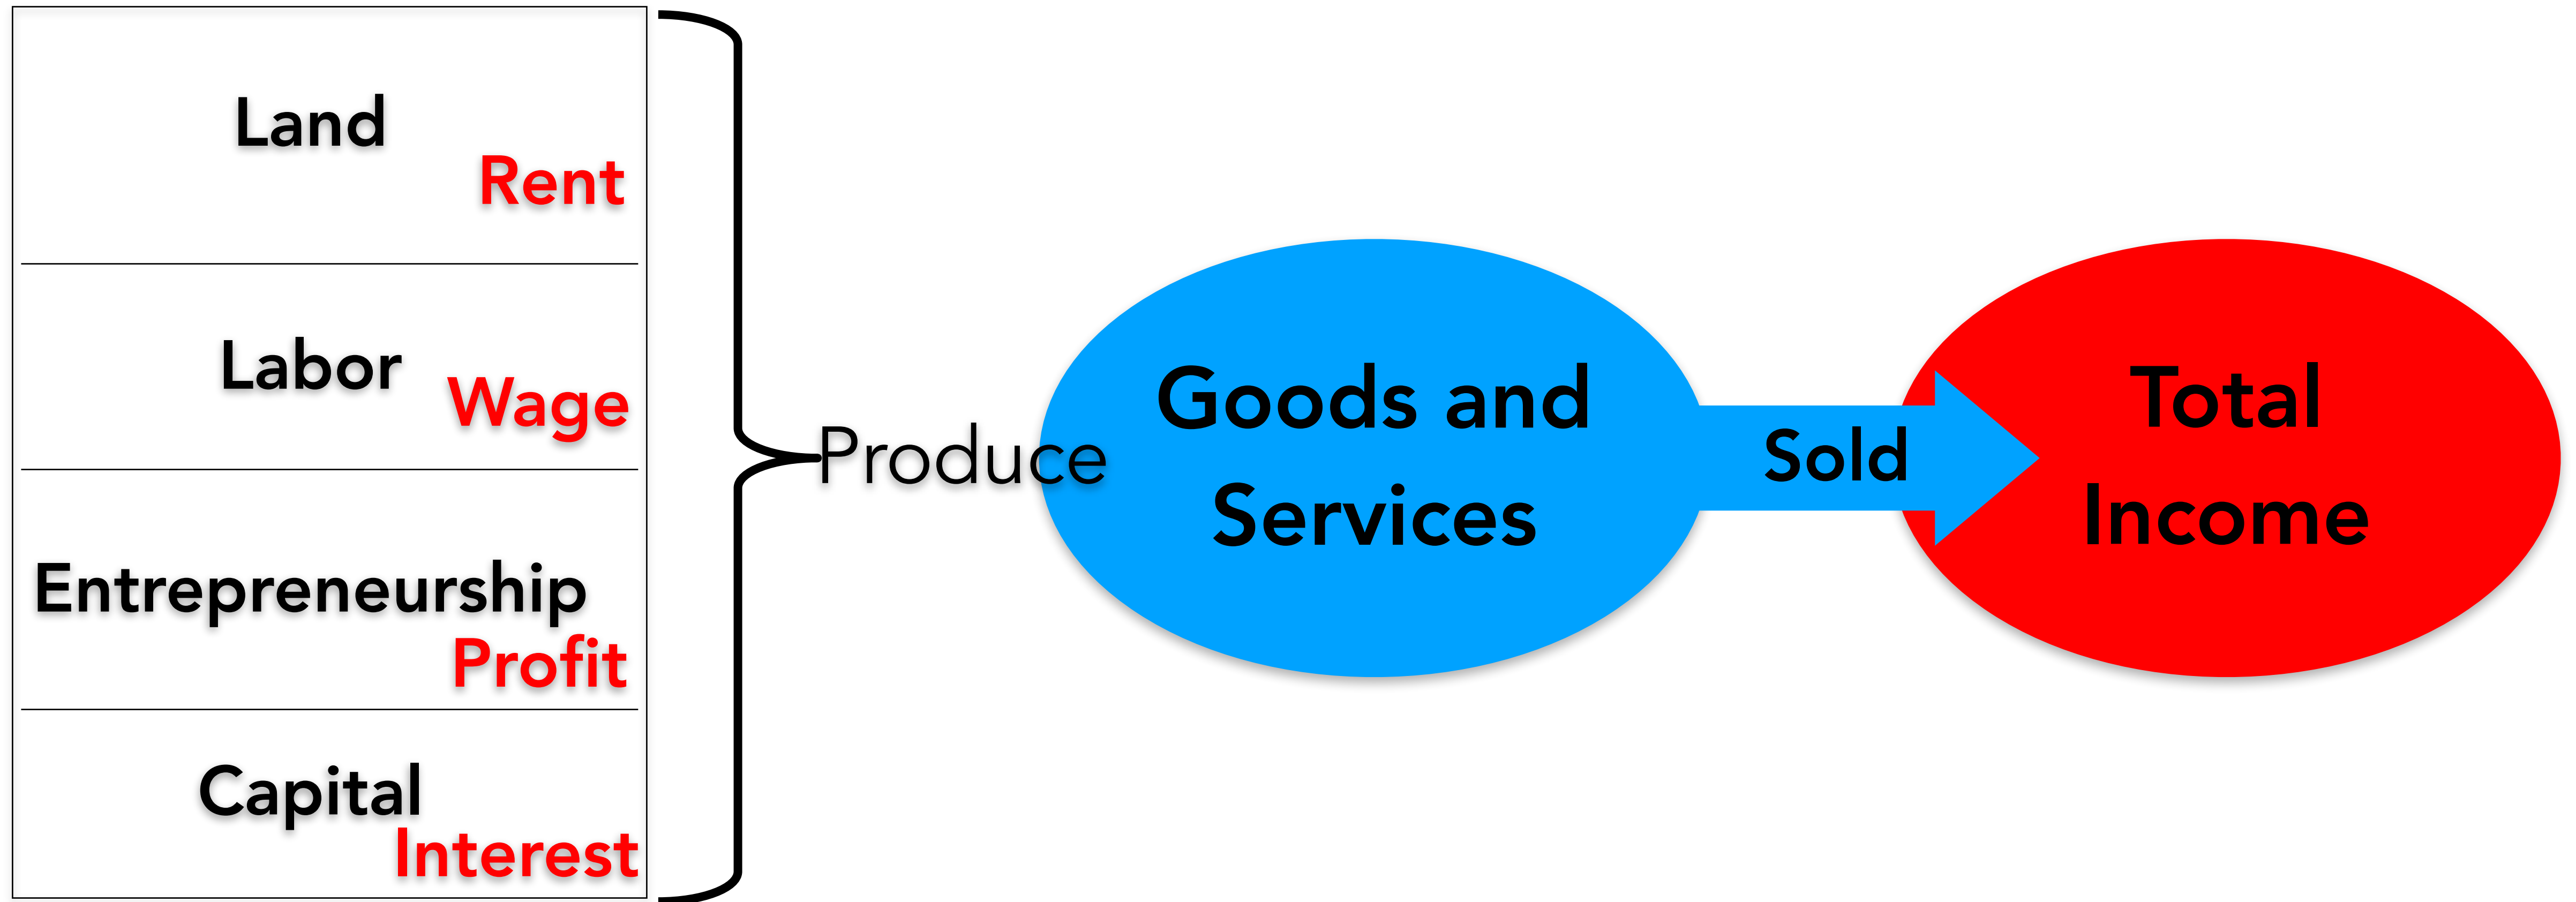 Land
Rent
Labor
Wage
Entrepreneurship
Profit
Capital
Interest
Produce
Goods and
Services
Sold
Total
Income